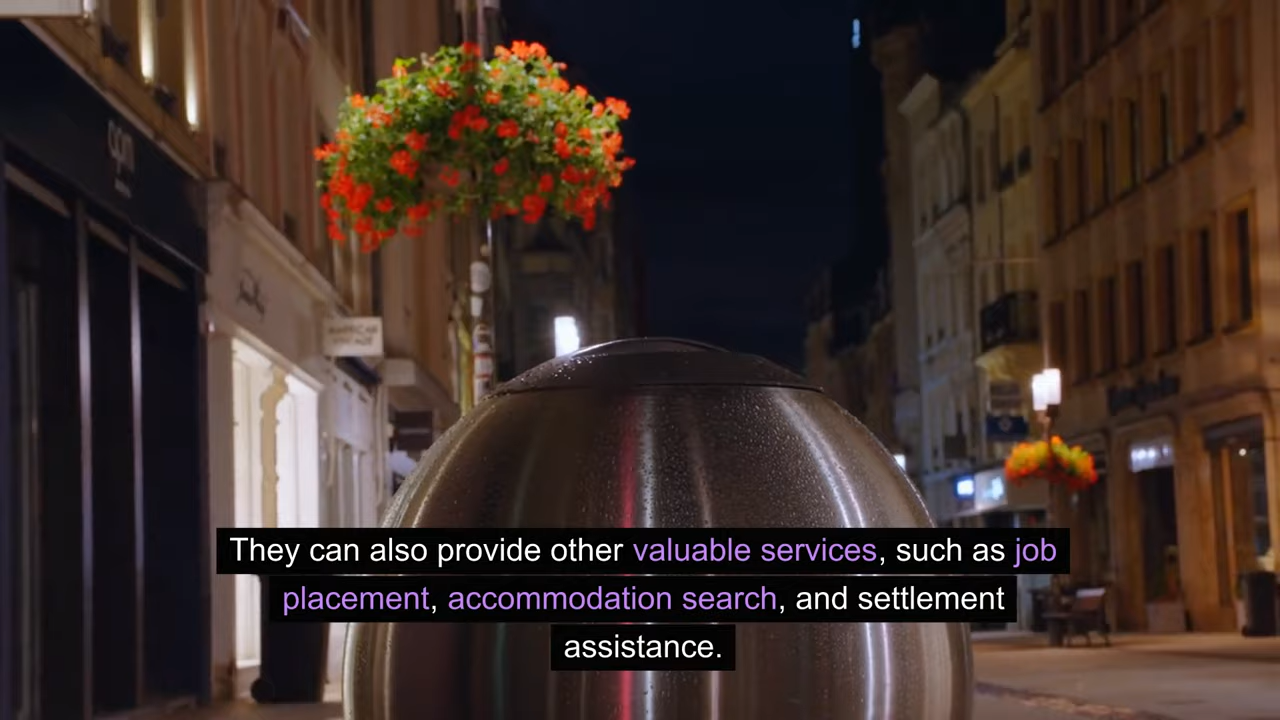 They can also provide other valuable services, such as job
placement, accommodation search, and settlement
assistance.